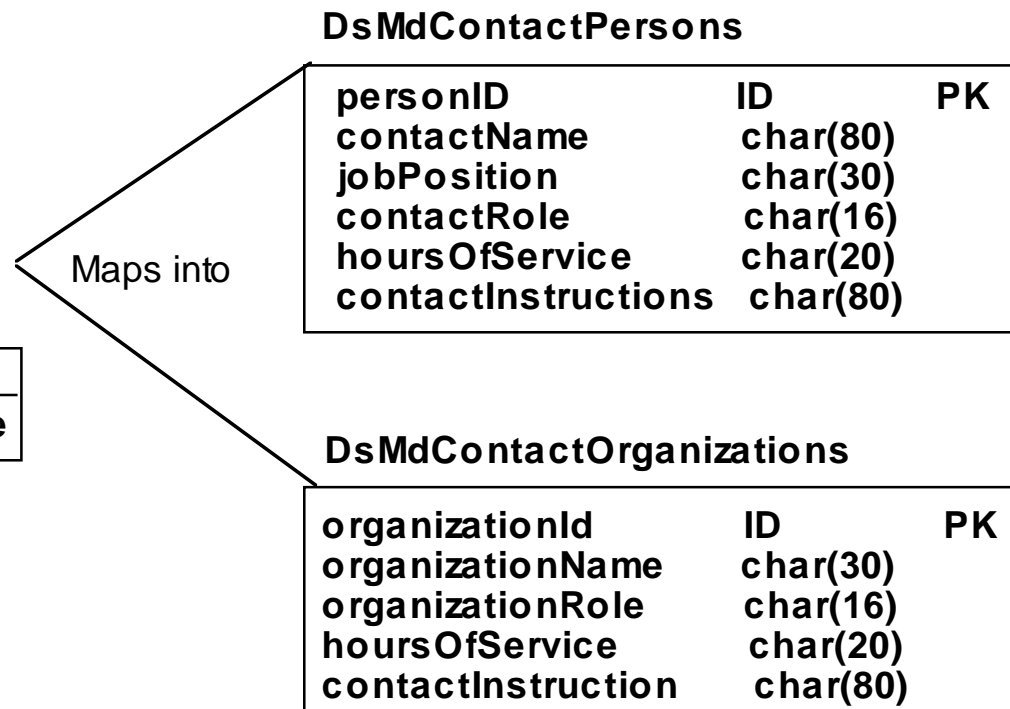 DsMdContactPersons
personID ID PK
contactName char(80)
jobPosition char(30)
contactRole char(16)
hoursOfService char(20)
contactInstructions char(80)
Maps into
e
DsMdContactOrganizations
organizationId ID PK
organizationName char(30)
organizationRole char(16)
hoursOfService char(20)
contactInstruction char(80)